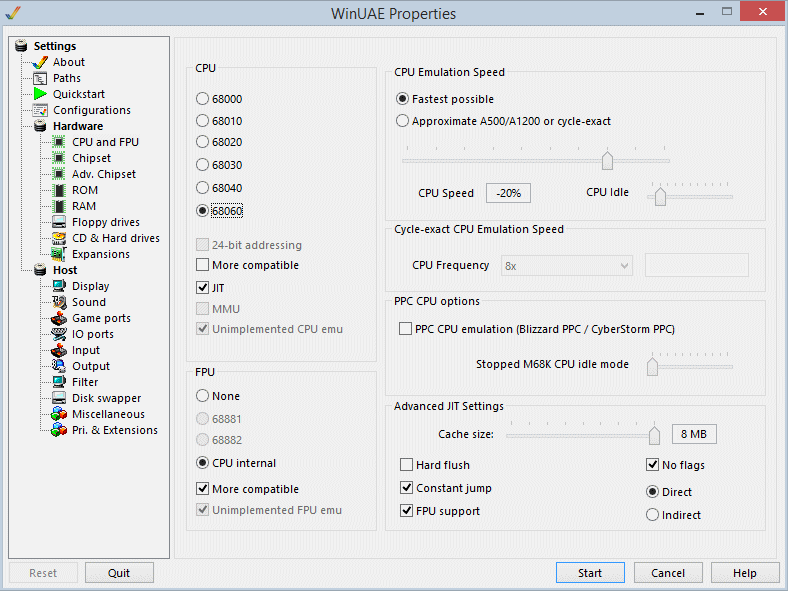 WinUAE Properties
Settings
About
Paths
Quickstart
Configurations
Hardware
CPU and FPU
Chipset
Adv. Chipset
ROM
RAM
Floppy drives
CD & Hard drives
Expansions
Host
Display
Sound
Game ports
IO ports
Input
Output
Filter
Disk swapper
Miscellaneous
Pri. & Extensions
CPU
68000
68010
68020
68030
68040
68060
24-bit addressing
More compatible
JIT
MMU
Unimplemented CPU emu
FPU
None
68881
68882
CPU internal
More compatible
Unimplemented FPU emu
CPU Emulation Speed
Fastest possible
Approximate A500/A1200 or cycle-exact
CPU Speed -20% CPU Idle
Cycle-exact CPU Emulation Speed
CPU Frequency 8x
PPC CPU options
PPC CPU emulation (Blizzard PPC / CyberStorm PPC)
Stopped M68K CPU idle mode
Advanced JIT Settings
Cache size: 8 MB
Hard flush No flags
Constant jump Direct
FPU support Indirect
Reset Quit Start Cancel Help